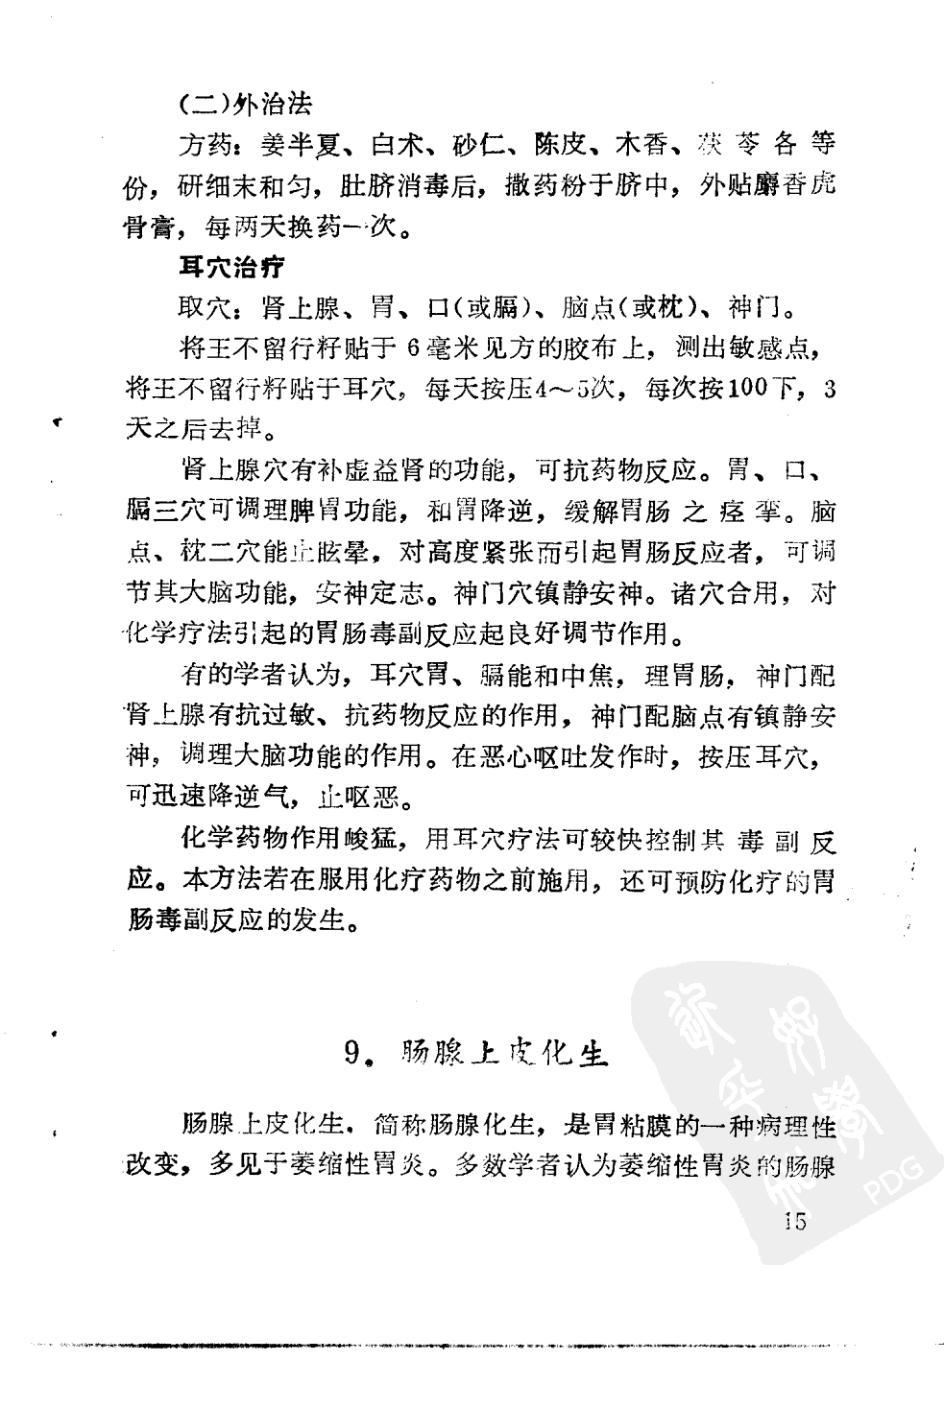 (二)外治法
方药：姜半夏、白术、砂仁、陈皮、木香、茯苓各等
份，研细末和匀，肚脐消毒后，撒药粉于脐中，外贴麝香虎
骨膏，每两天换药一次。
耳穴治疗
取穴：肾上腺、胃、口(或膈)、脑点(或枕)、神门。
将王不留行籽贴于6毫米见方的胶布上，测出敏感点，
将王不留行籽贴于耳穴，每天按压4～5次，每次按100下，3
天之后去掉。
肾上腺穴有补虚益肾的功能，可抗药物反应。胃、口、
膈三穴可调理脾胃功能，和胃降逆，缓解胃肠之痉挛。脑
点、枕二穴能止眩晕，对高度紧张而引起胃肠反应者，可调
节其大脑功能，安神定志。神门穴镇静安神。诸穴合用，对
化学疗法引起的胃肠毒副反应起良好调节作用。
有的学者认为，耳穴胃、膈能和中焦，理胃肠，神门配
肾上腺有抗过敏、抗药物反应的作用，神门配脑点有镇静安
神，调理大脑功能的作用。在恶心呕吐发作时，按压耳穴，
可迅速降逆气，止呕恶。
化学药物作用峻猛，用耳穴疗法可较快控制其毒副反
应。本方法若在服用化疗药物之前施用，还可预防化疗的胃
肠毒副反应的发生。
9．肠腺上皮化生
肠腺上皮化生．简称肠腺化生，是胃粘膜的一种病理性
改变，多见于萎缩性胃炎。多数学者认为萎缩性胃炎的肠腺
PDG
15